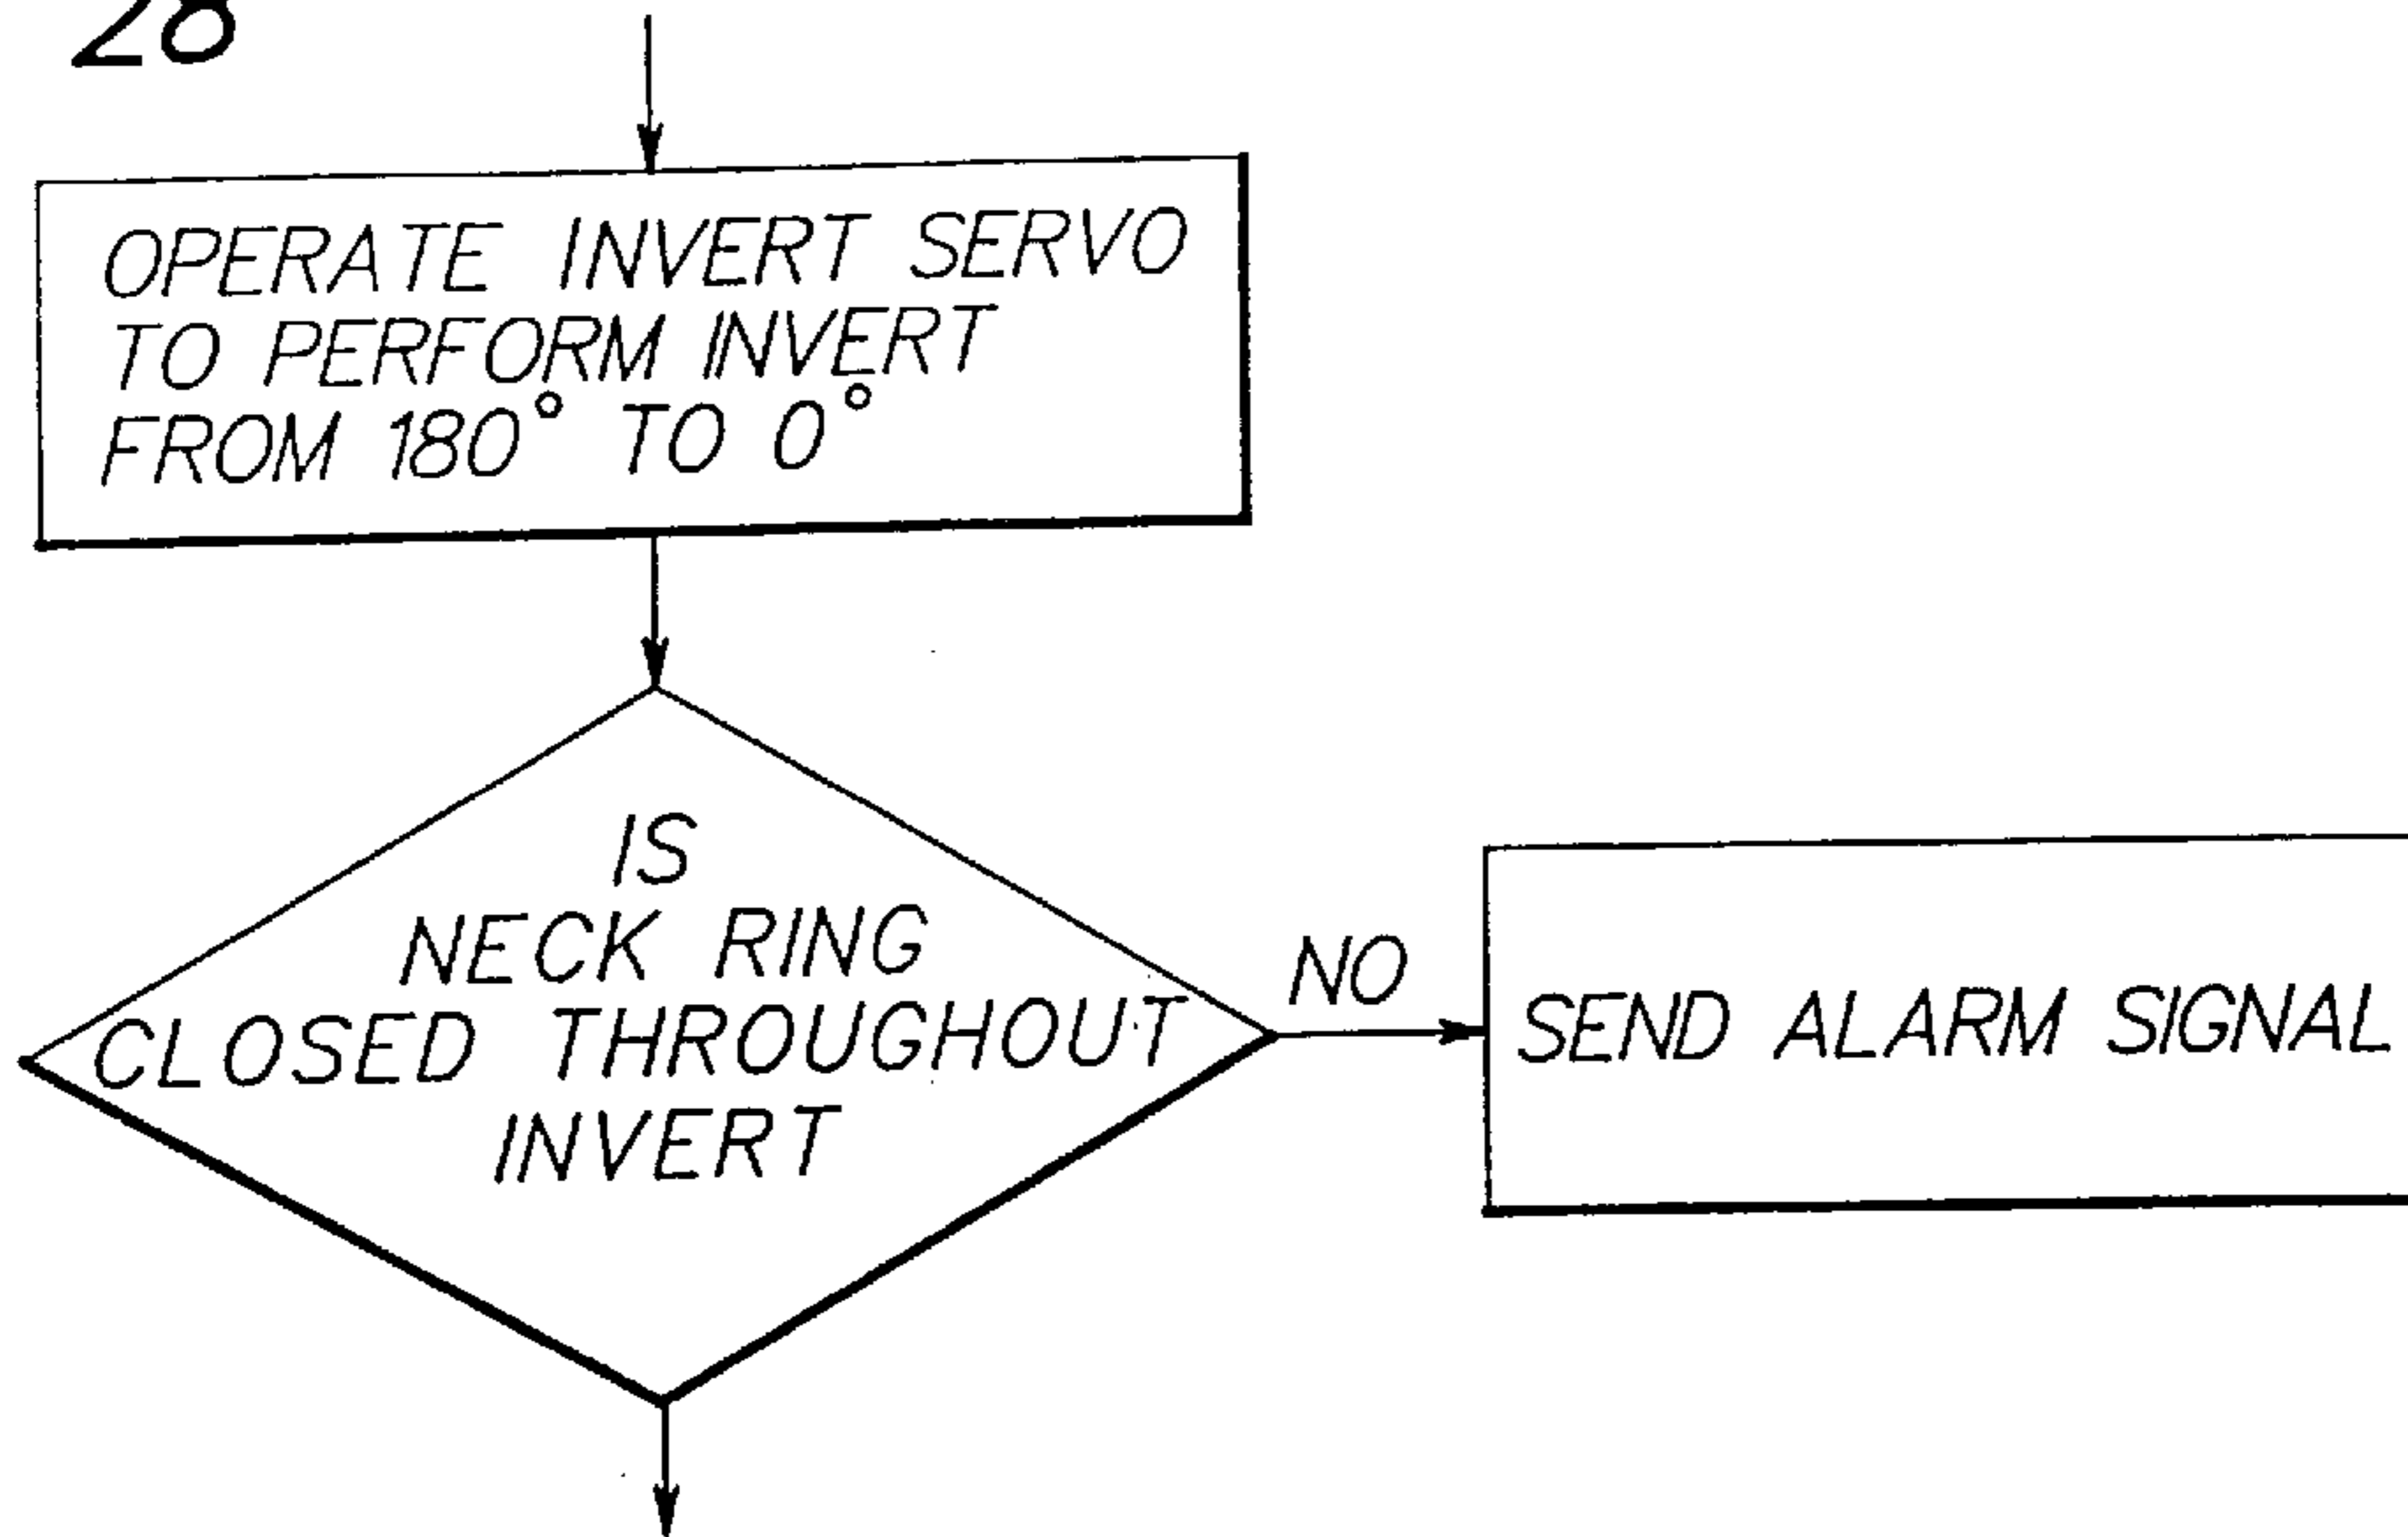 28
OPERATE INVERT SERVO
TO PERFORM INVERT
FROM 180° TO 0°
IS
NECK RING
CLOSED THROUGHOUT
INVERT
NO
SEND ALARM SIGNAL